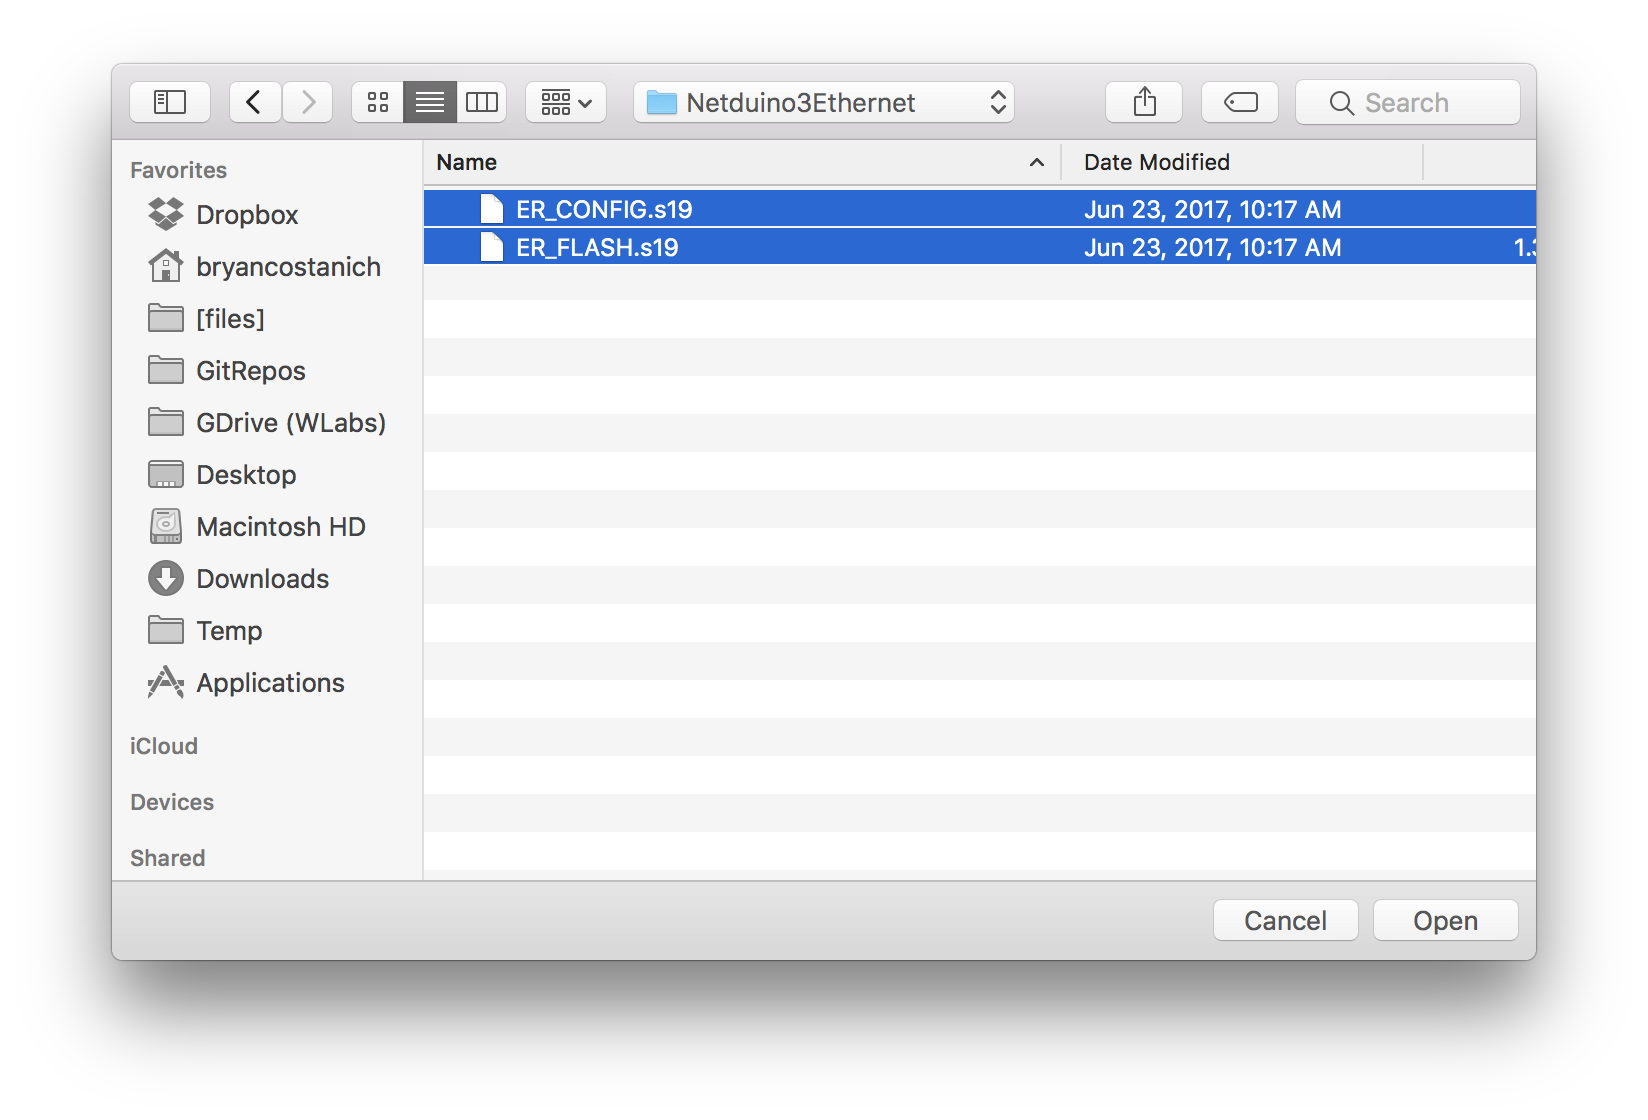 Netduino3Ethernet
Search
Favorites
Dropbox
bryancostanich
[files]
GitRepos
GDrive (WLabs)
Desktop
Macintosh HD
Downloads
Temp
Applications
iCloud
Devices
Shared
Name Date Modified
ER_CONFIG.s19 Jun 23, 2017, 10:17 AM
ER_FLASH.s19 Jun 23, 2017, 10:17 AM
Cancel Open